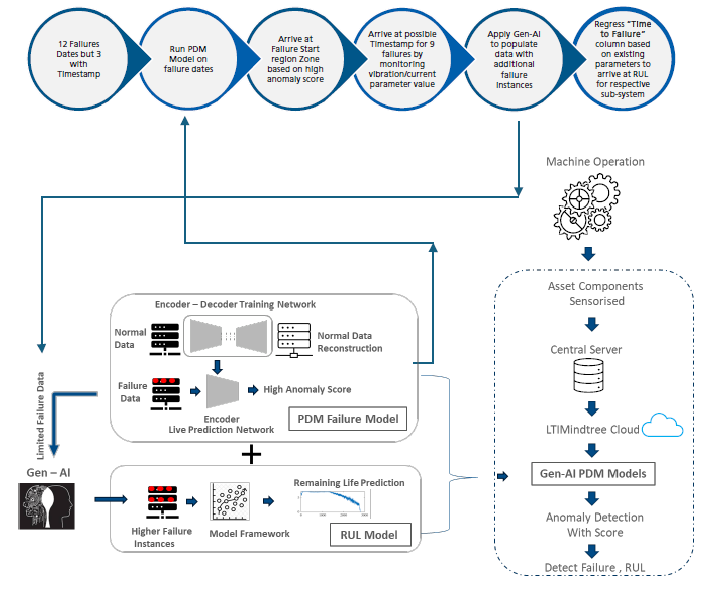 12 Failures
Dates but 3
with
Timestamp
Run PDM
Model on
failure dates
Arrive at
Failure Start
region Zone
based on high
anomaly score
Arrive at possible
Timestamp for 9
failures by
monitoring
vibration/current
parameter value
Apply Gen-AI
to populate
data with
additional
failure
instances
Regress "Time
to Failure"
column based
on existing
parameters to
arrive at RUL
for respective
sub-system
Machine Operation
Asset Components
Sensorised
Central Server
LTIMindtree Cloud
Gen-AI PDM Models
Anomaly Detection
With Score
Detect Failure , RUL
Encoder – Decoder Training Network
Normal
Data
Normal Data
Reconstruction
Failure
Data
High Anomaly Score
Encoder
Live Prediction Network
PDM Failure Model
+
Limited Failure Data
Gen – AI
Remaining Life Prediction
Higher Failure
Instances
Model Framework
RUL Model